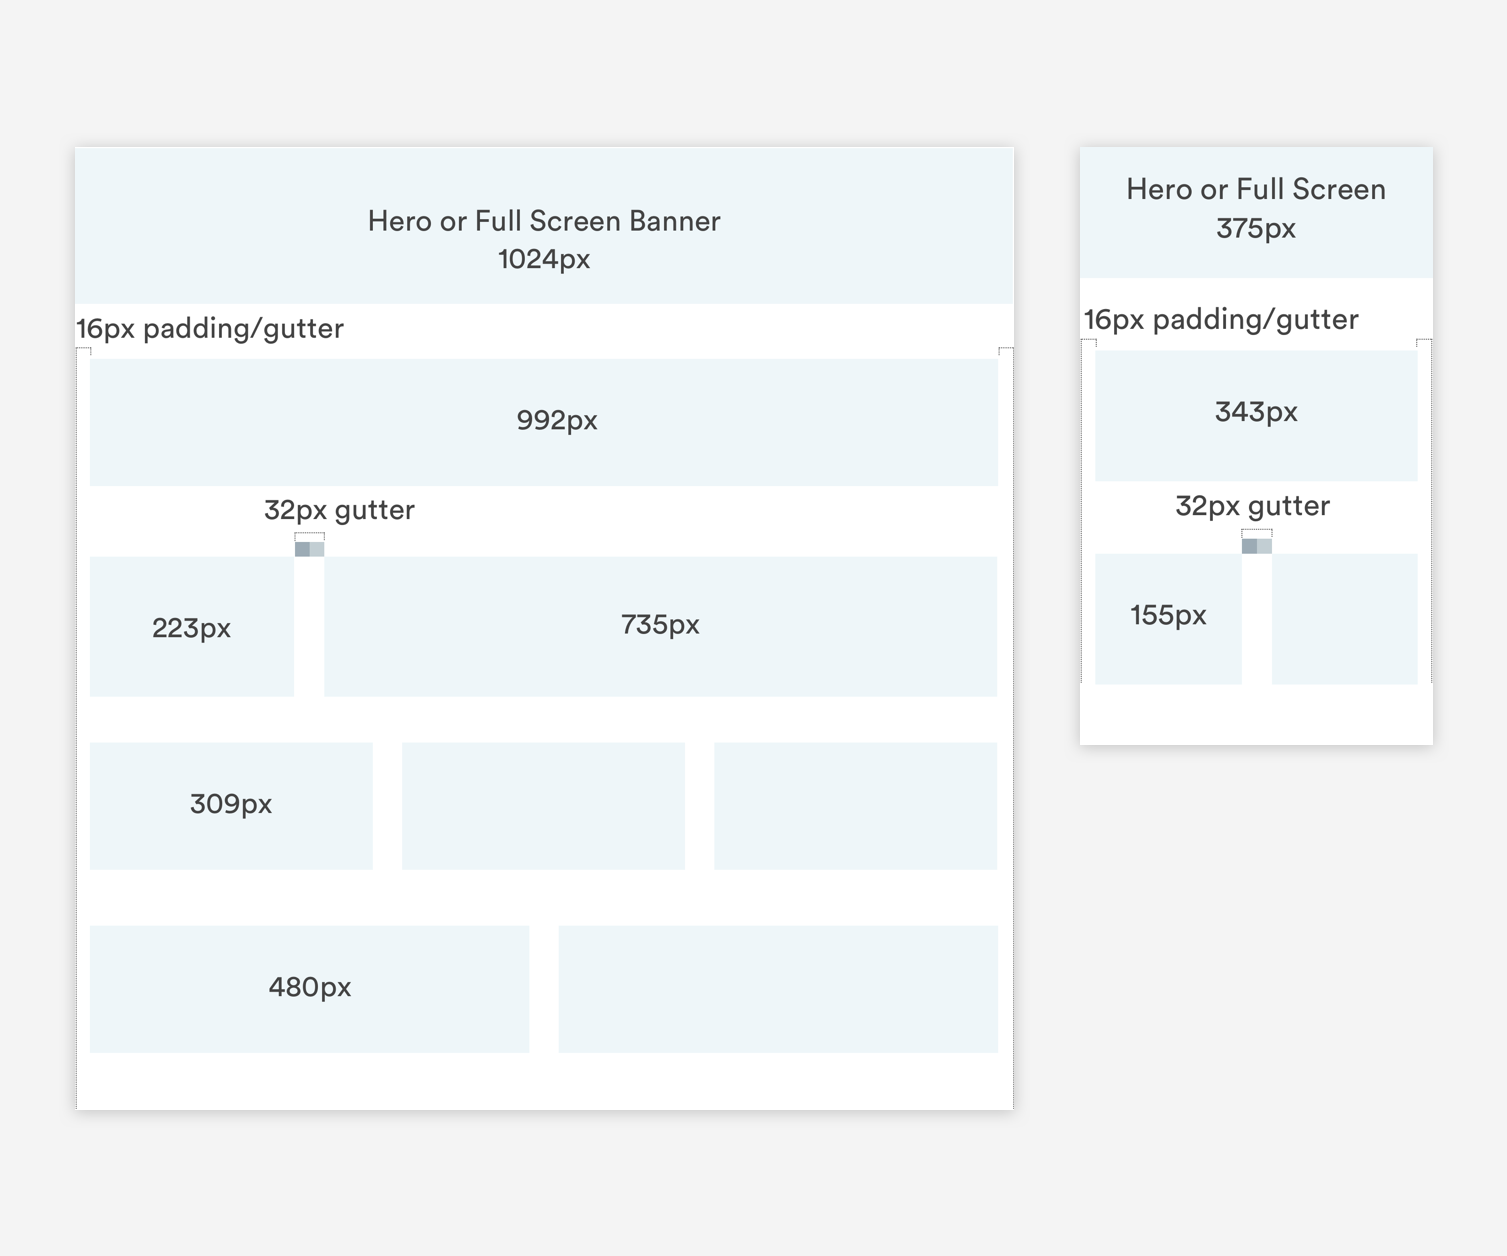 Hero or Full Screen Banner
1024px
16px padding/gutter
992px
32px gutter
223px
735px
309px
480px
Hero or Full Screen
375px
16px padding/gutter
343px
32px gutter
155px